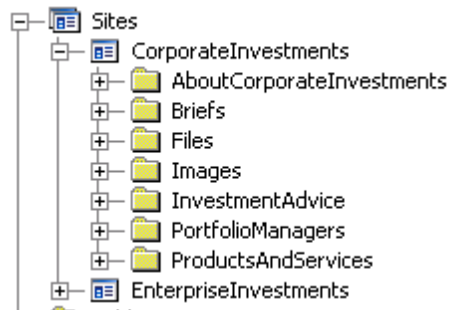 Sites
CorporateInvestments
AboutCorporateInvestments
Briefs
Files
Images
InvestmentAdvice
PortfolioManagers
ProductsAndServices
EnterpriseInvestments